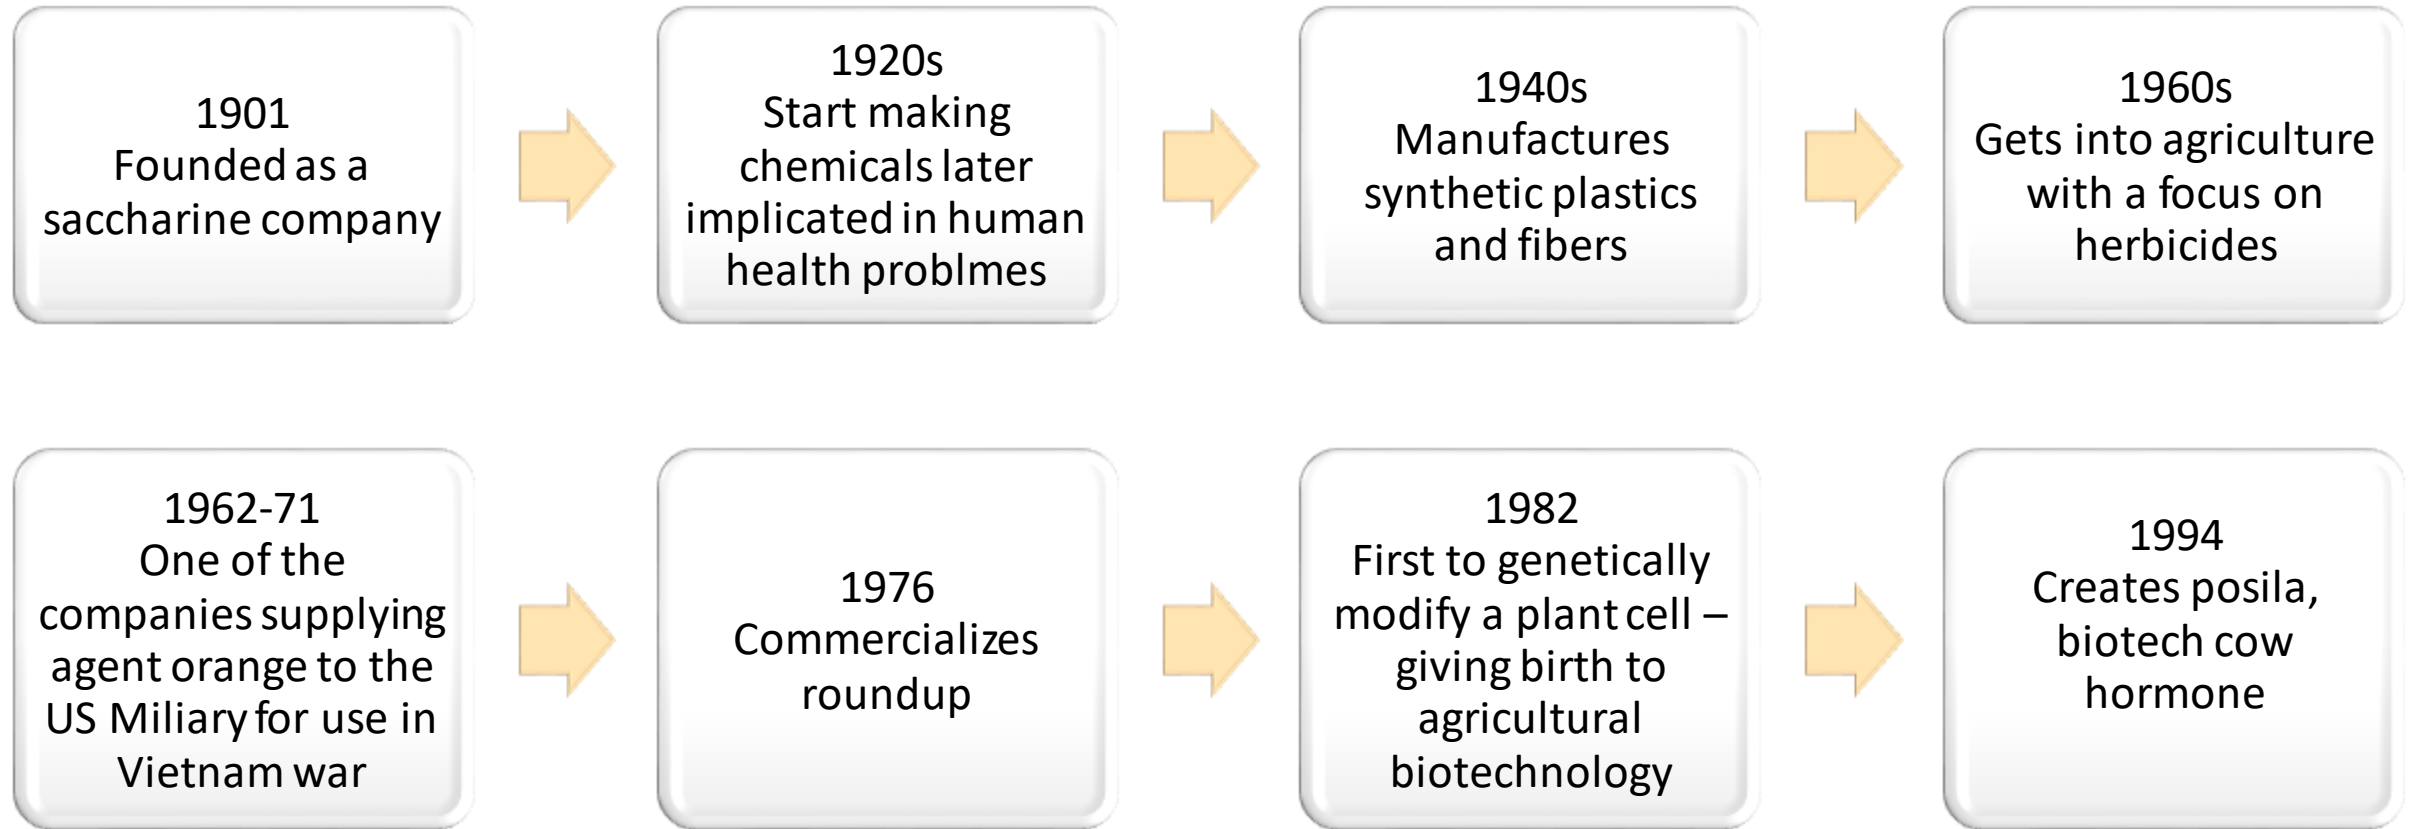 1901
Founded as a
saccharine company
1920s
Start making
chemicals later
implicated in human
health problmes
1940s
Manufactures
synthetic plastics
and fibers
1960s
Gets into agriculture
with a focus on
herbicides
1962-71
One of the
companies supplying
agent orange to the
US Miliary for use in
Vietnam war
1976
Commercializes
roundup
1982
First to genetically
modify a plant cell –
giving birth to
agricultural
biotechnology
1994
Creates posila,
biotech cow
hormone